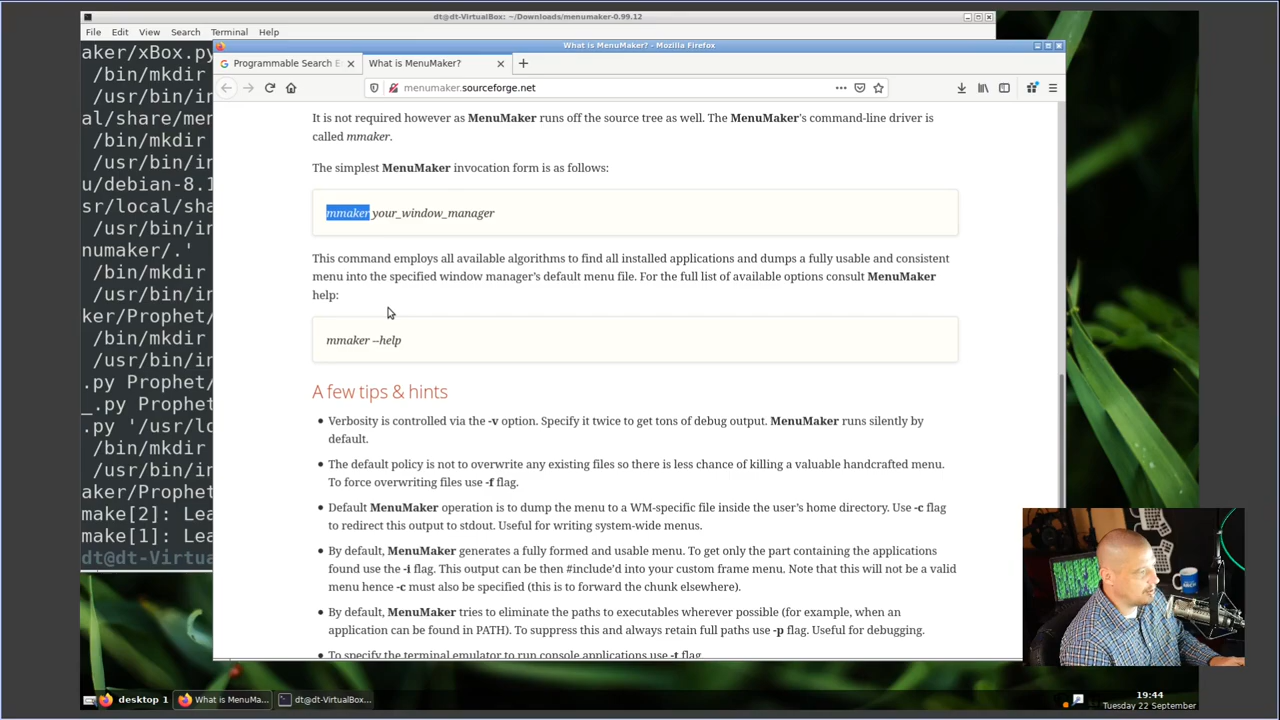 dt@dt-VirtualBox: ~/Downloads/menumaker-0.99.12
File Edit View Search Terminal Help
aker/xBox.py
/bin/mkdir
/usr/bin/in
al/share/men
/bin/mkdir
/usr/bin/in
u/debian-8.1
sr/local/sha
/usr/bin/in
numaker/.'
/bin/mkdir
/usr/bin/in
ker/Prophet/
/bin/mkdir
/usr/bin/in
.py Prophet/
_.py Prophet
.py '/usr/lo
/bin/mkdir
/usr/bin/in
maker/Prophet
make[2]: Lea
make[1]: Lea
dt@dt-Virtua
What is MenuMaker? - Mozilla Firefox
Programmable Search E
What is MenuMaker?
menumaker.sourceforge.net
It is not required however as MenuMaker runs off the source tree as well. The MenuMaker's command-line driver is
called mmaker.
The simplest MenuMaker invocation form is as follows:
mmaker your_window_manager
This command employs all available algorithms to find all installed applications and dumps a fully usable and consistent
menu into the specified window manager's default menu file. For the full list of available options consult MenuMaker
help:
mmaker --help
A few tips & hints
• Verbosity is controlled via the -v option. Specify it twice to get tons of debug output. MenuMaker runs silently by
default.
• The default policy is not to overwrite any existing files so there is less chance of killing a valuable handcrafted menu.
To force overwriting files use -f flag.
• Default MenuMaker operation is to dump the menu to a WM-specific file inside the user's home directory. Use -c flag
to redirect this output to stdout. Useful for writing system-wide menus.
• By default, MenuMaker generates a fully formed and usable menu. To get only the part containing the applications
found use the -i flag. This output can be then #include'd into your custom frame menu. Note that this will not be a valid
menu hence -c must also be specified (this is to forward the chunk elsewhere).
• By default, MenuMaker tries to eliminate the paths to executables wherever possible (for example, when an
application can be found in PATH). To suppress this and always retain full paths use -p flag. Useful for debugging.
• To specify the terminal emulator to run console applications use -t flag.
desktop 1
What is MenuMa...
dt@dt-VirtualBox...
19:44
Tuesday 22 September